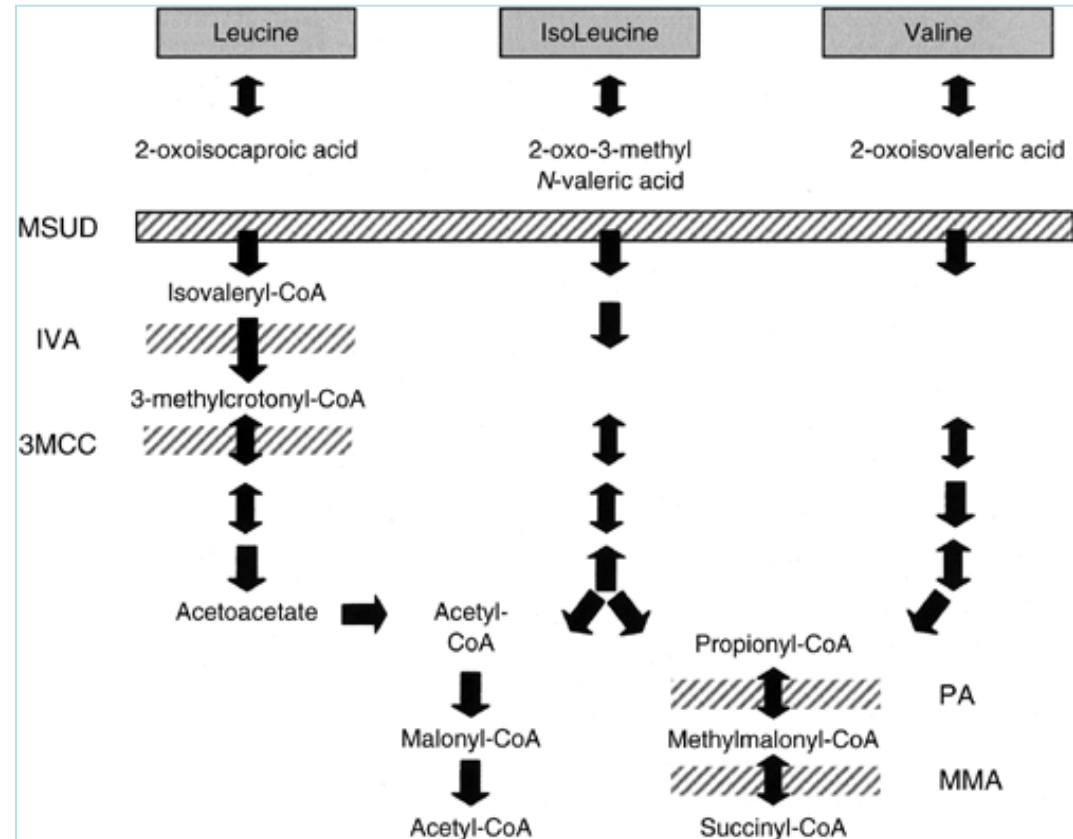 Leucine
IsoLeucine
Valine
2-oxoisocaproic acid
2-oxo-3-methyl
N-valeric acid
2-oxoisovaleric acid
MSUD
Isovaleryl-CoA
IVA
3-methylcrotonyl-CoA
3MCC
Acetoacetate
Acetyl-
CoA
Propionyl-CoA
PA
Malonyl-CoA
Methylmalonyl-CoA
MMA
Acetyl-CoA
Succinyl-CoA